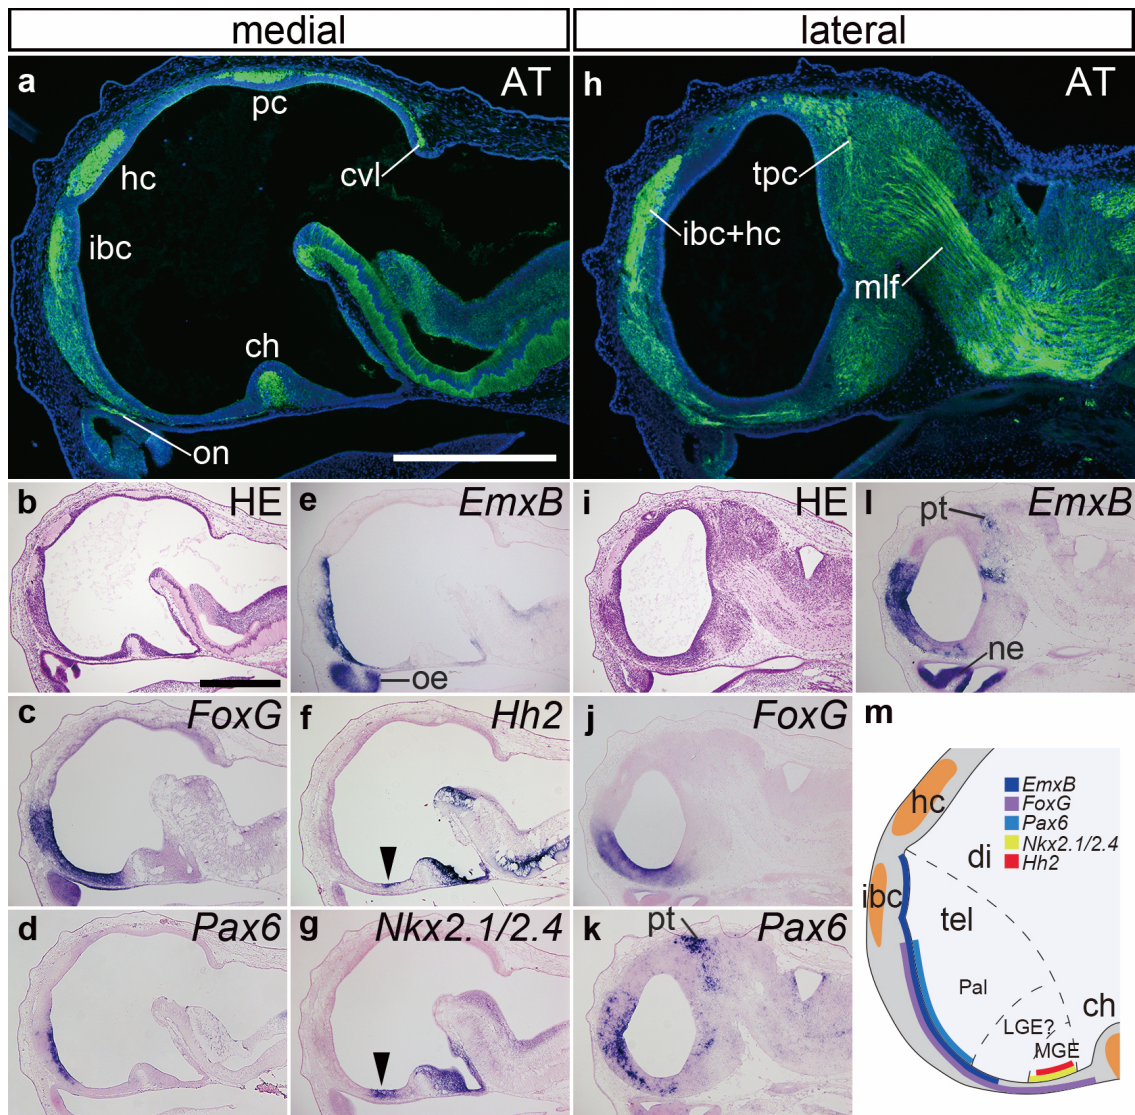 medial
lateral
a
AT
pc
cvl
hc
ibc
ch
on
h
AT
tpc
ibc+hc
mlf
b
HE
e
EmxB
oe
i
HE
l
EmxB
pt
ne
c
FoxG
f
Hh2
j
FoxG
m
hc
EmxB
FoxG
Pax6
Nkx2.1/2.4
Hh2
di
ibc
tel
Pal
LGE?
MGE
ch
d
Pax6
g
Nkx2.1/2.4
k
pt
Pax6